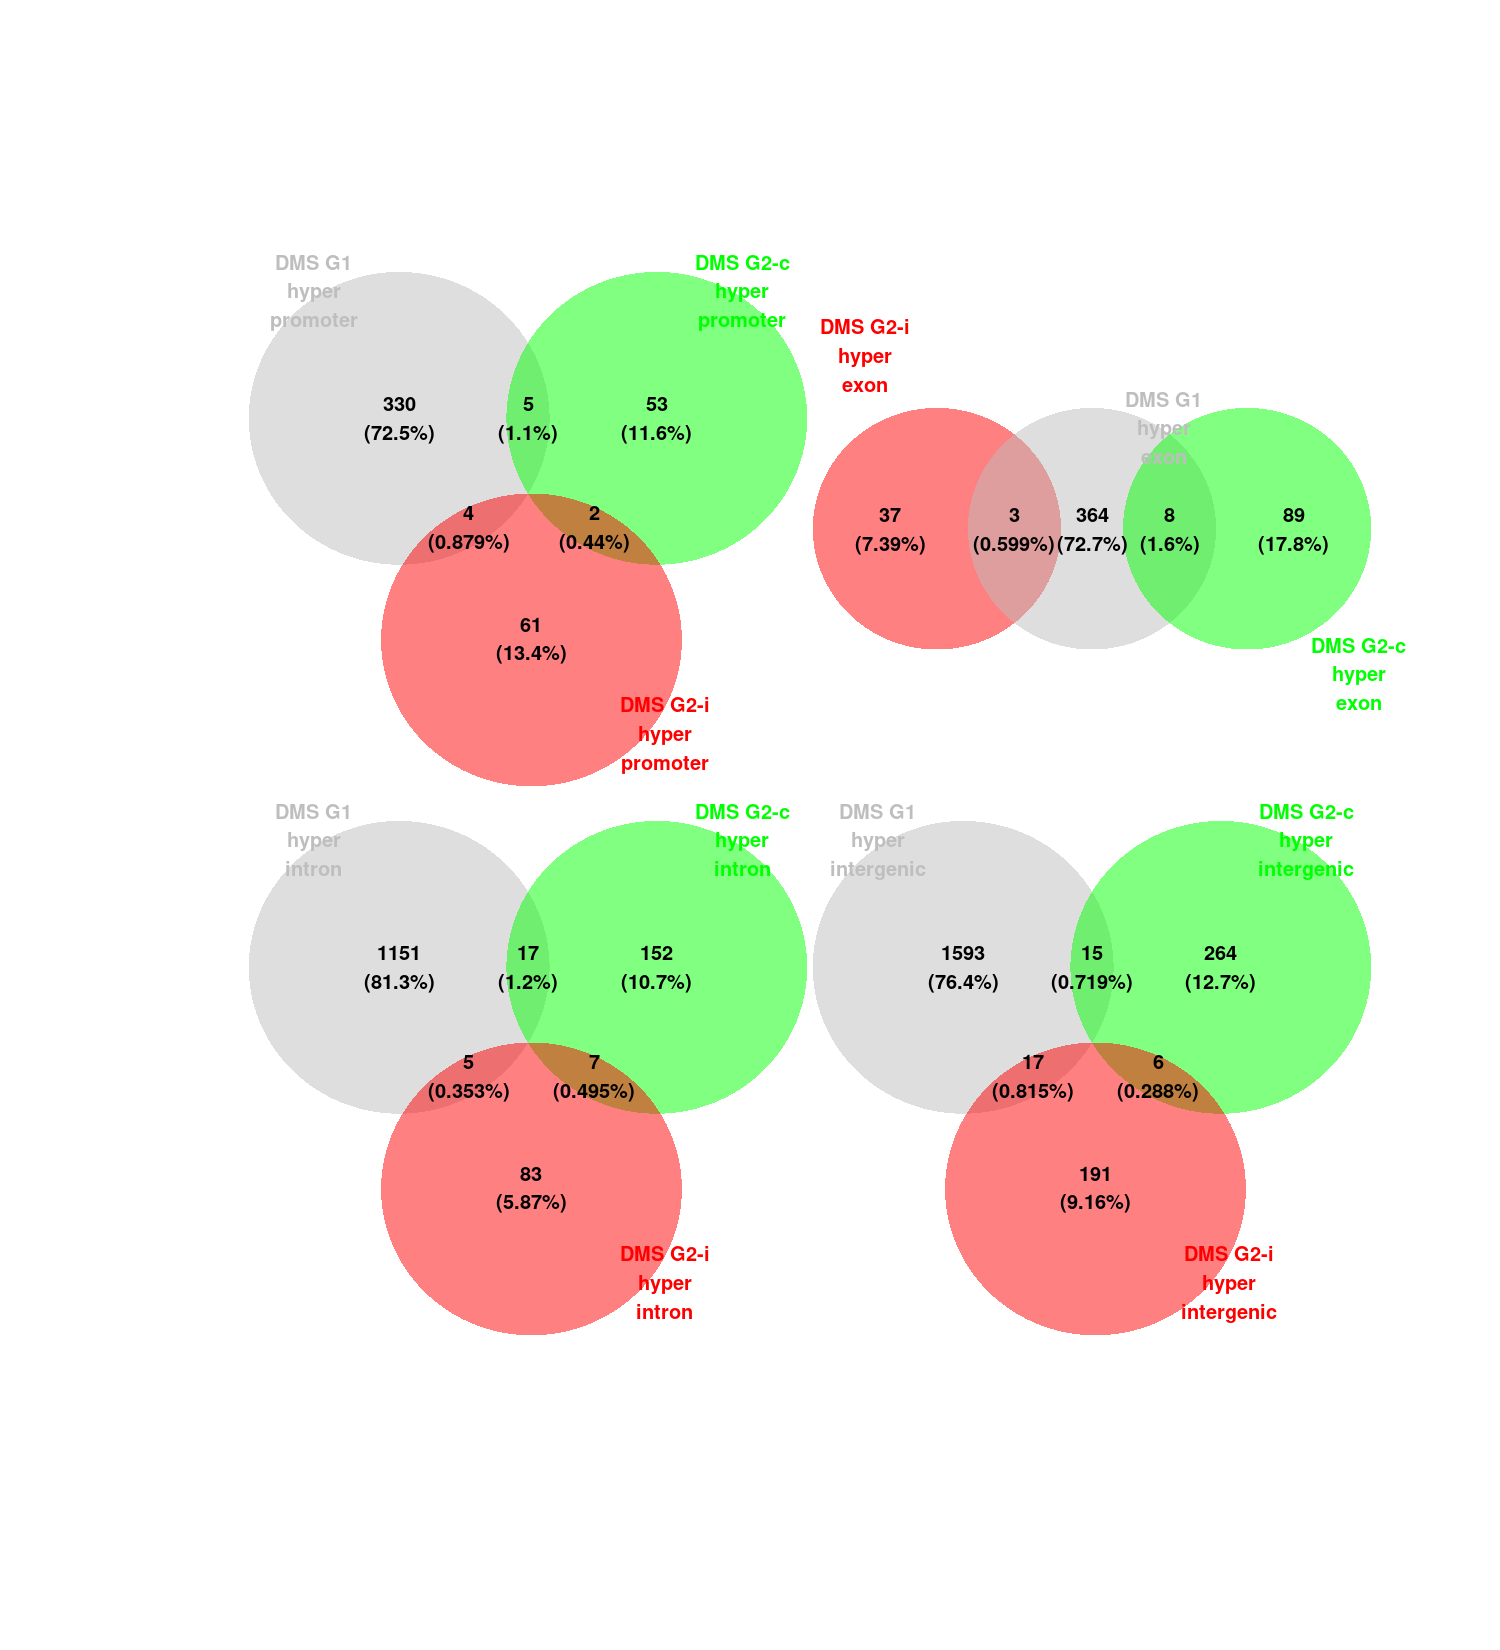 DMS G1
hyper
promoter
DMS G2-c
hyper
promoter
330
(72.5%)
5
(1.1%)
53
(11.6%)
4
(0.879%)
2
(0.44%)
61
(13.4%)
DMS G2-i
hyper
promoter
DMS G2-i
hyper
exon
DMS G1
hyper
exon
37
(7.39%)
3
(0.599%)
364
(72.7%)
8
(1.6%)
89
(17.8%)
DMS G2-c
hyper
exon
DMS G1
hyper
intron
DMS G2-c
hyper
intron
1151
(81.3%)
17
(1.2%)
152
(10.7%)
5
(0.353%)
7
(0.495%)
83
(5.87%)
DMS G2-i
hyper
intron
DMS G1
hyper
intergenic
DMS G2-c
hyper
intergenic
1593
(76.4%)
15
(0.719%)
264
(12.7%)
17
(0.815%)
6
(0.288%)
191
(9.16%)
DMS G2-i
hyper
intergenic